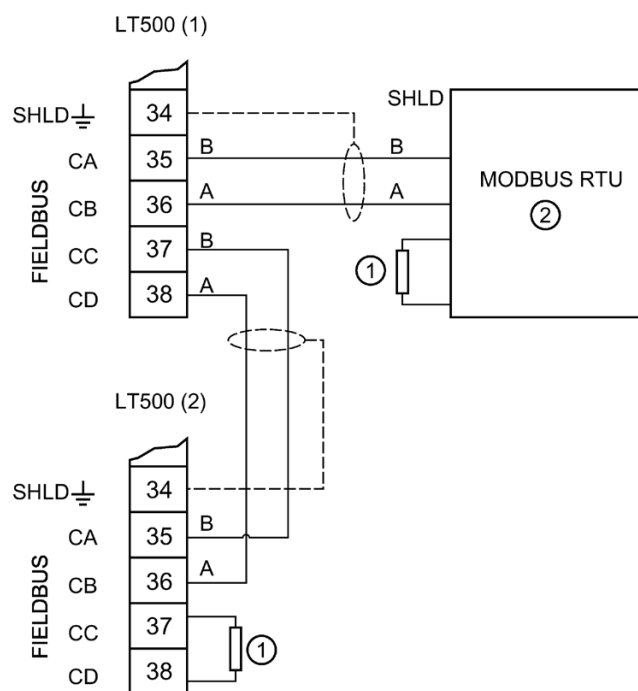 LT500 (1)
SHLD 34
SHLD
CA 35 B B
CB 36 A A
MODBUS RTU
2
FIELDBUS
CC 37 B
1
CD 38 A
LT500 (2)
SHLD 34
CA 35 B
CB 36 A
FIELDBUS
CC 37
1
CD 38